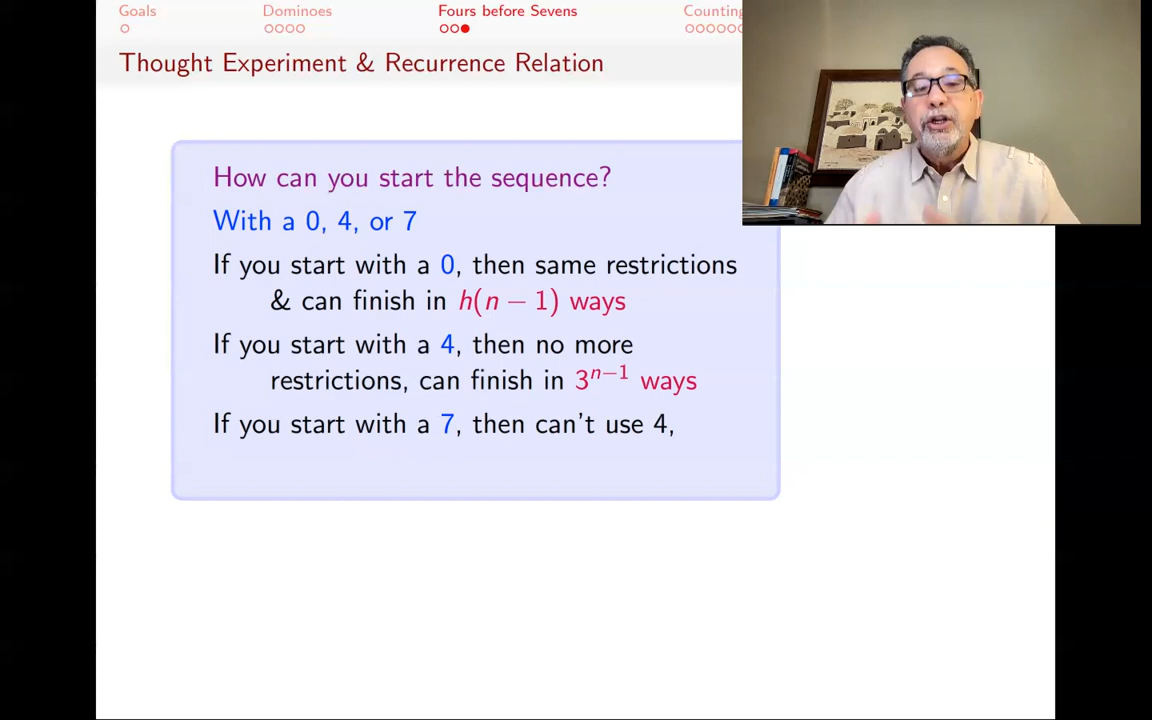 Goals
Dominoes
Fours before Sevens
Counting
Thought Experiment & Recurrence Relation
How can you start the sequence?
With a 0, 4, or 7
If you start with a 0, then same restrictions
& can finish in h(n − 1) ways
If you start with a 4, then no more
restrictions, can finish in 3^{n−1} ways
If you start with a 7, then can't use 4,